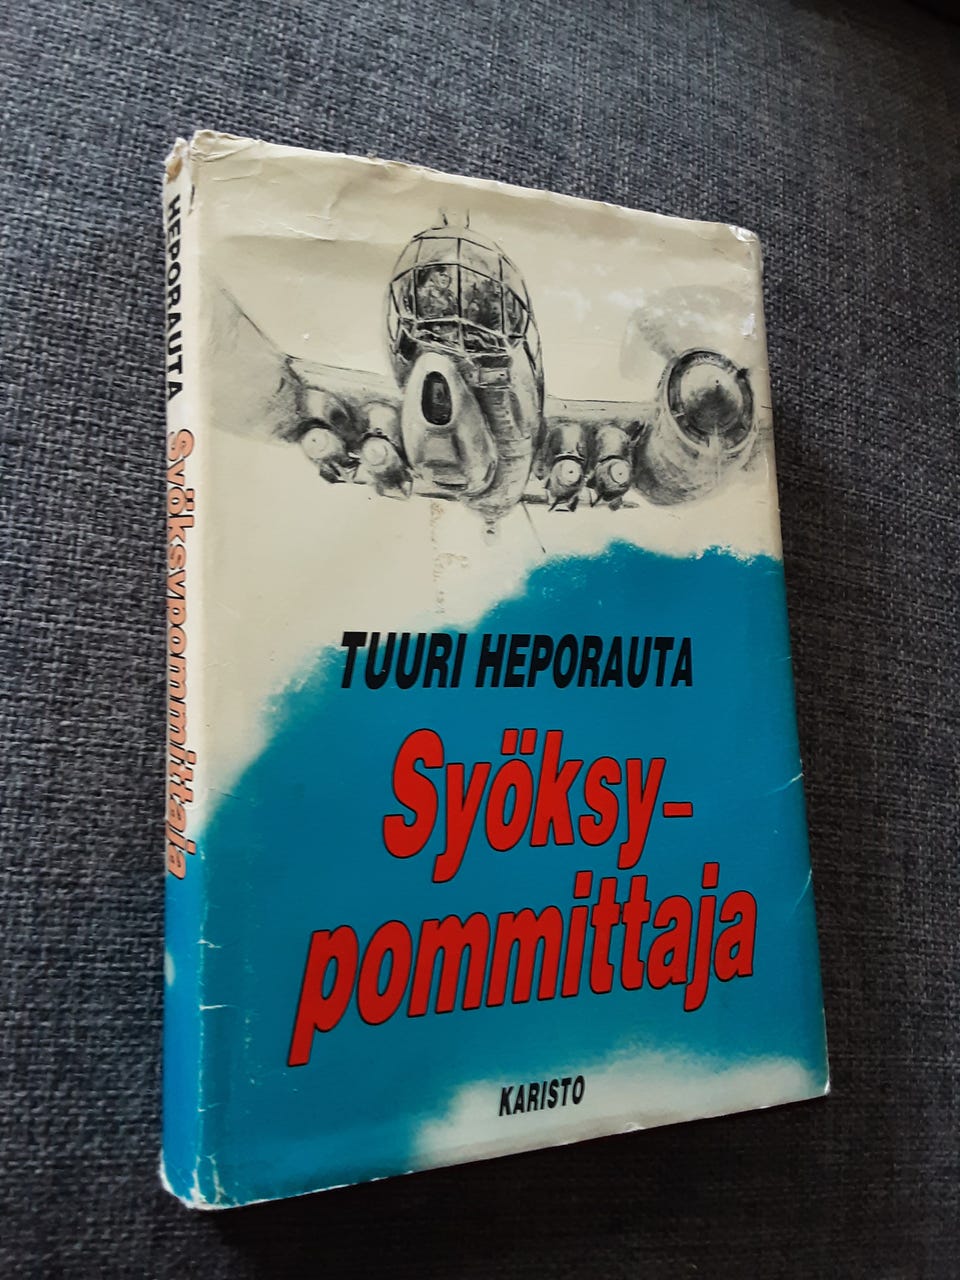 HEPORAUTA Syöksypommittaja
TUURI HEPORAUTA
Syöksy-
pommittaja
KARISTO